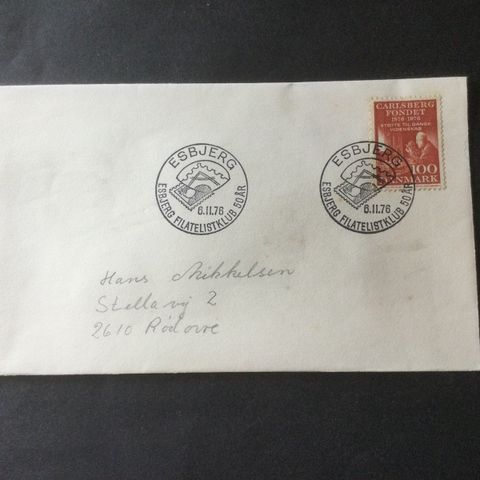 CARLSBERG
FONDET
1876-1976
STØTTE TIL DANSK
VIDENSKAB
100
DANMARK
ESBJERG
6.11.76
ESBJERG FILATELISTKLUB 50 ÅR
ESBJERG
6.11.76
ESBJERG FILATELISTKLUB 50 ÅR
Hans Mikkelsen
Stellavej 2
2610 Rødovre